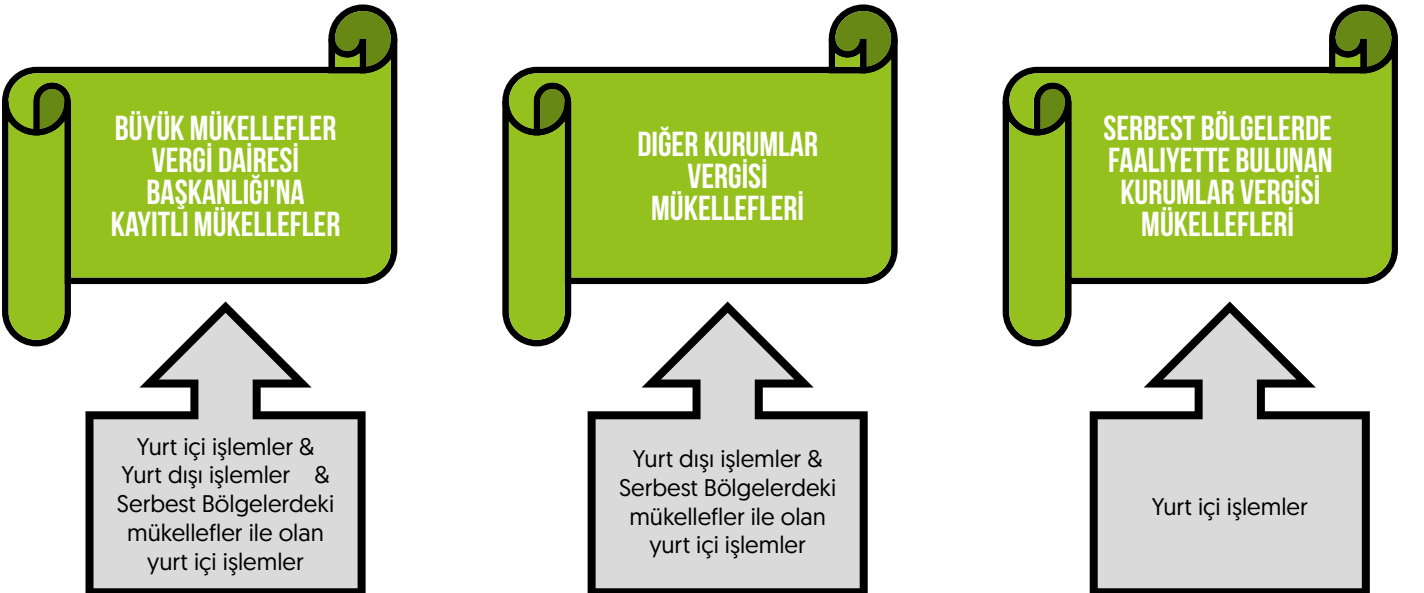 BÜYÜK MÜKELLEFLER
VERGİ DAİRESİ
BAŞKANLIĞI'NA
KAYITLI MÜKELLEFLER
DIĞER KURUMLAR
VERGİSİ
MÜKELLEFLERİ
SERBEST BÖLGELERDE
FAALIYETTE BULUNAN
KURUMLAR VERGİSİ
MÜKELLEFLERİ
Yurt içi işlemler &
Yurt dışı işlemler &
Serbest Bölgelerdeki
mükellefler ile olan
yurt içi işlemler
Yurt dışı işlemler &
Serbest Bölgelerdeki
mükellefler ile olan
yurt içi işlemler
Yurt içi işlemler